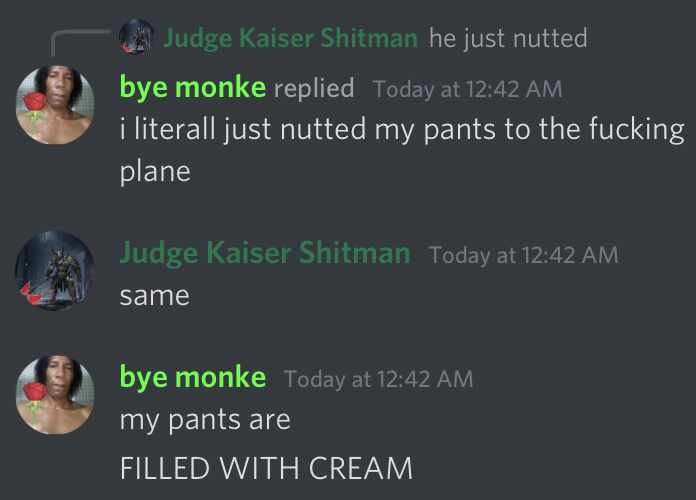 Judge Kaiser Shitman he just nutted
bye monke replied Today at 12:42 AM
i literall just nutted my pants to the fucking
plane
Judge Kaiser Shitman Today at 12:42 AM
same
bye monke Today at 12:42 AM
my pants are
FILLED WITH CREAM